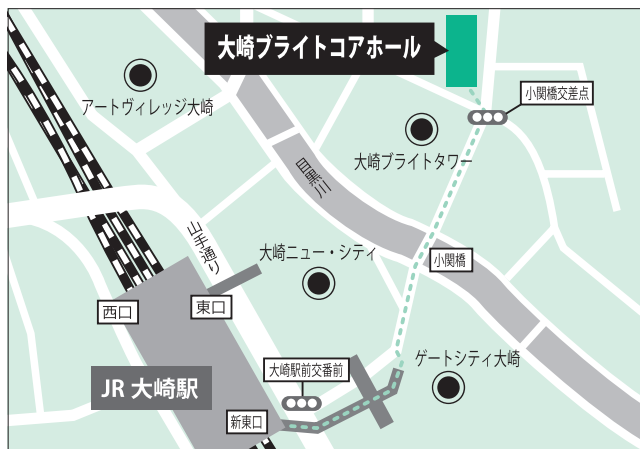 大崎ブライトコアホール
小関橋交差点
アートヴィレッジ大崎
大崎ブライトタワー
目黒川
山手通り
大崎ニュー・シティ
小関橋
東口
西口
ゲートシティ大崎
大崎駅前交番前
JR 大崎駅
新東口